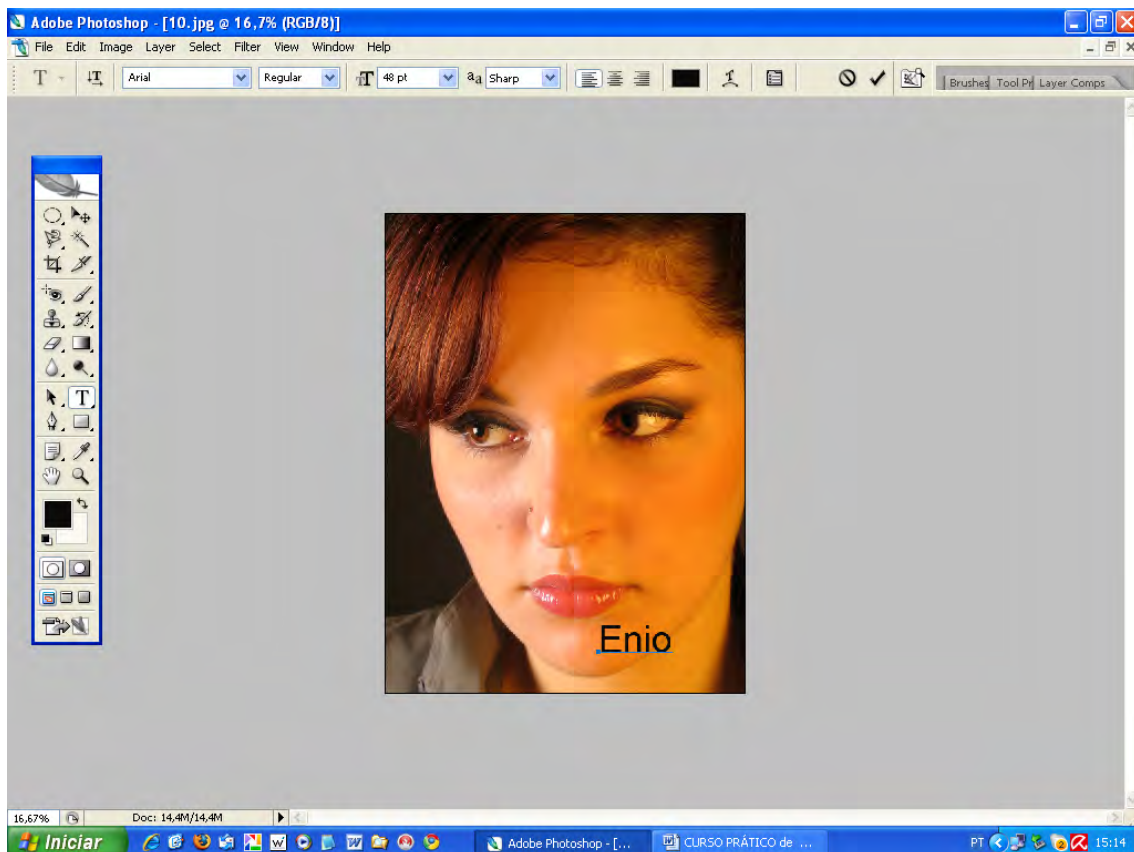 Adobe Photoshop - [10.jpg @ 16,7% (RGB/8)]
File Edit Image Layer Select Filter View Window Help
T T Arial Regular T 48 pt aa Sharp Brushes Tool Pr Layer Comps
T
Enio
16,67% Doc: 14,4M/14,4M
Iniciar Adobe Photoshop - [... CURSO PRÁTICO de ... PT 15:14